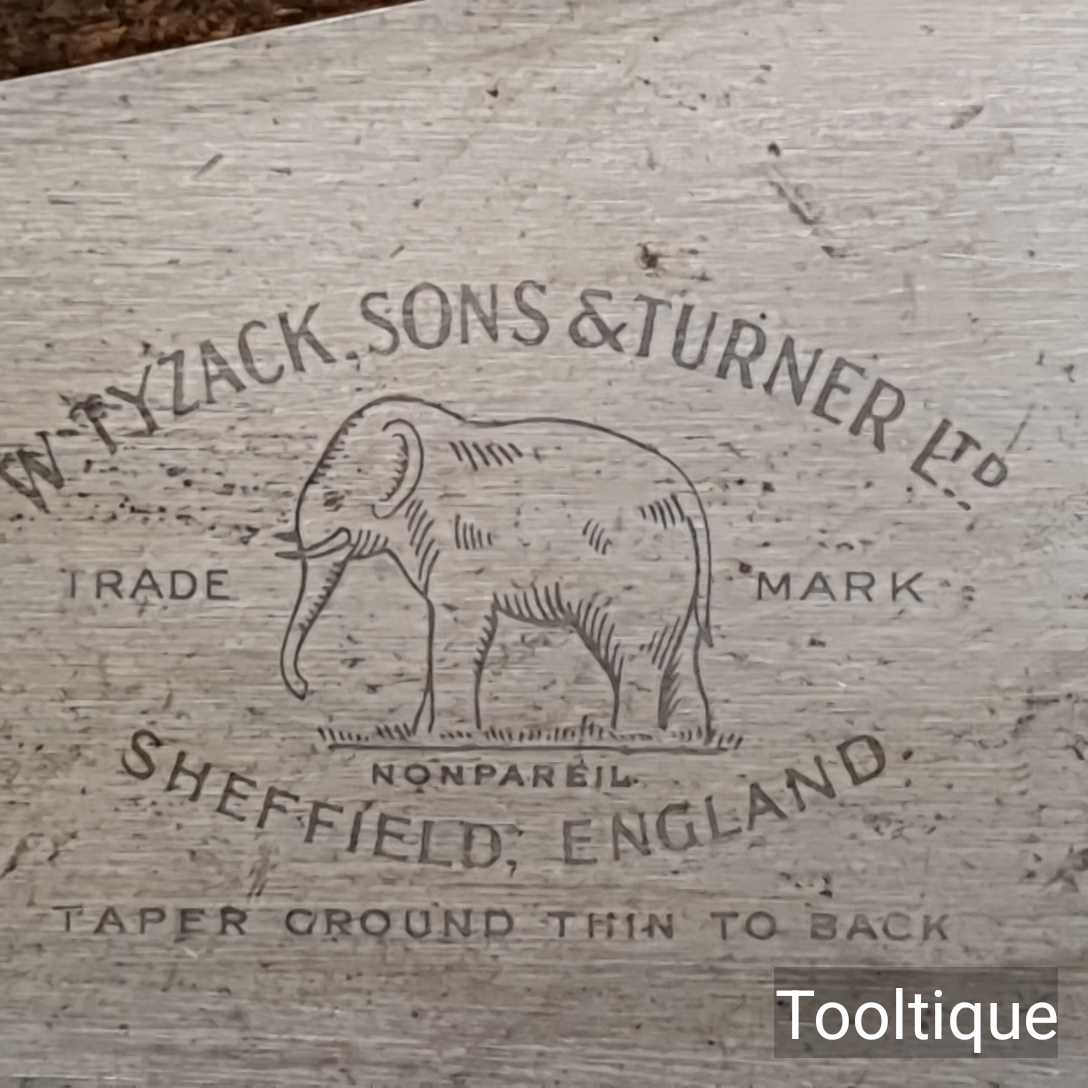 W. TYZACK, SONS & TURNER LTD
TRADE MARK
NONPAREIL
SHEFFIELD, ENGLAND.
TAPER GROUND THIN TO BACK
Tooltique